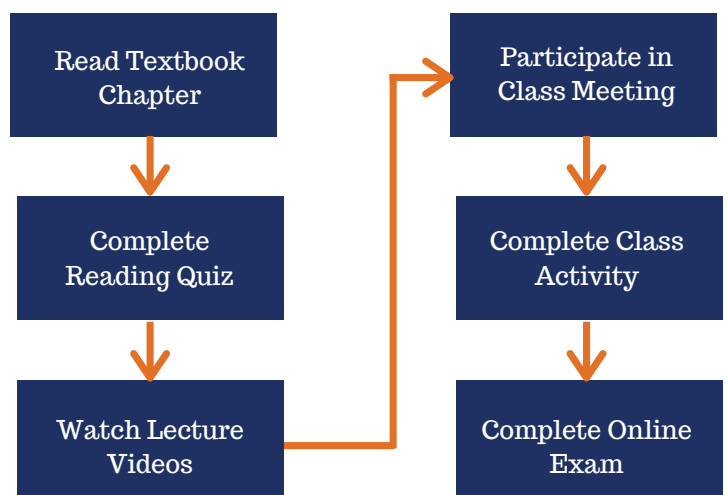 Read Textbook
Chapter
Complete
Reading Quiz
Watch Lecture
Videos
Participate in
Class Meeting
Complete Class
Activity
Complete Online
Exam